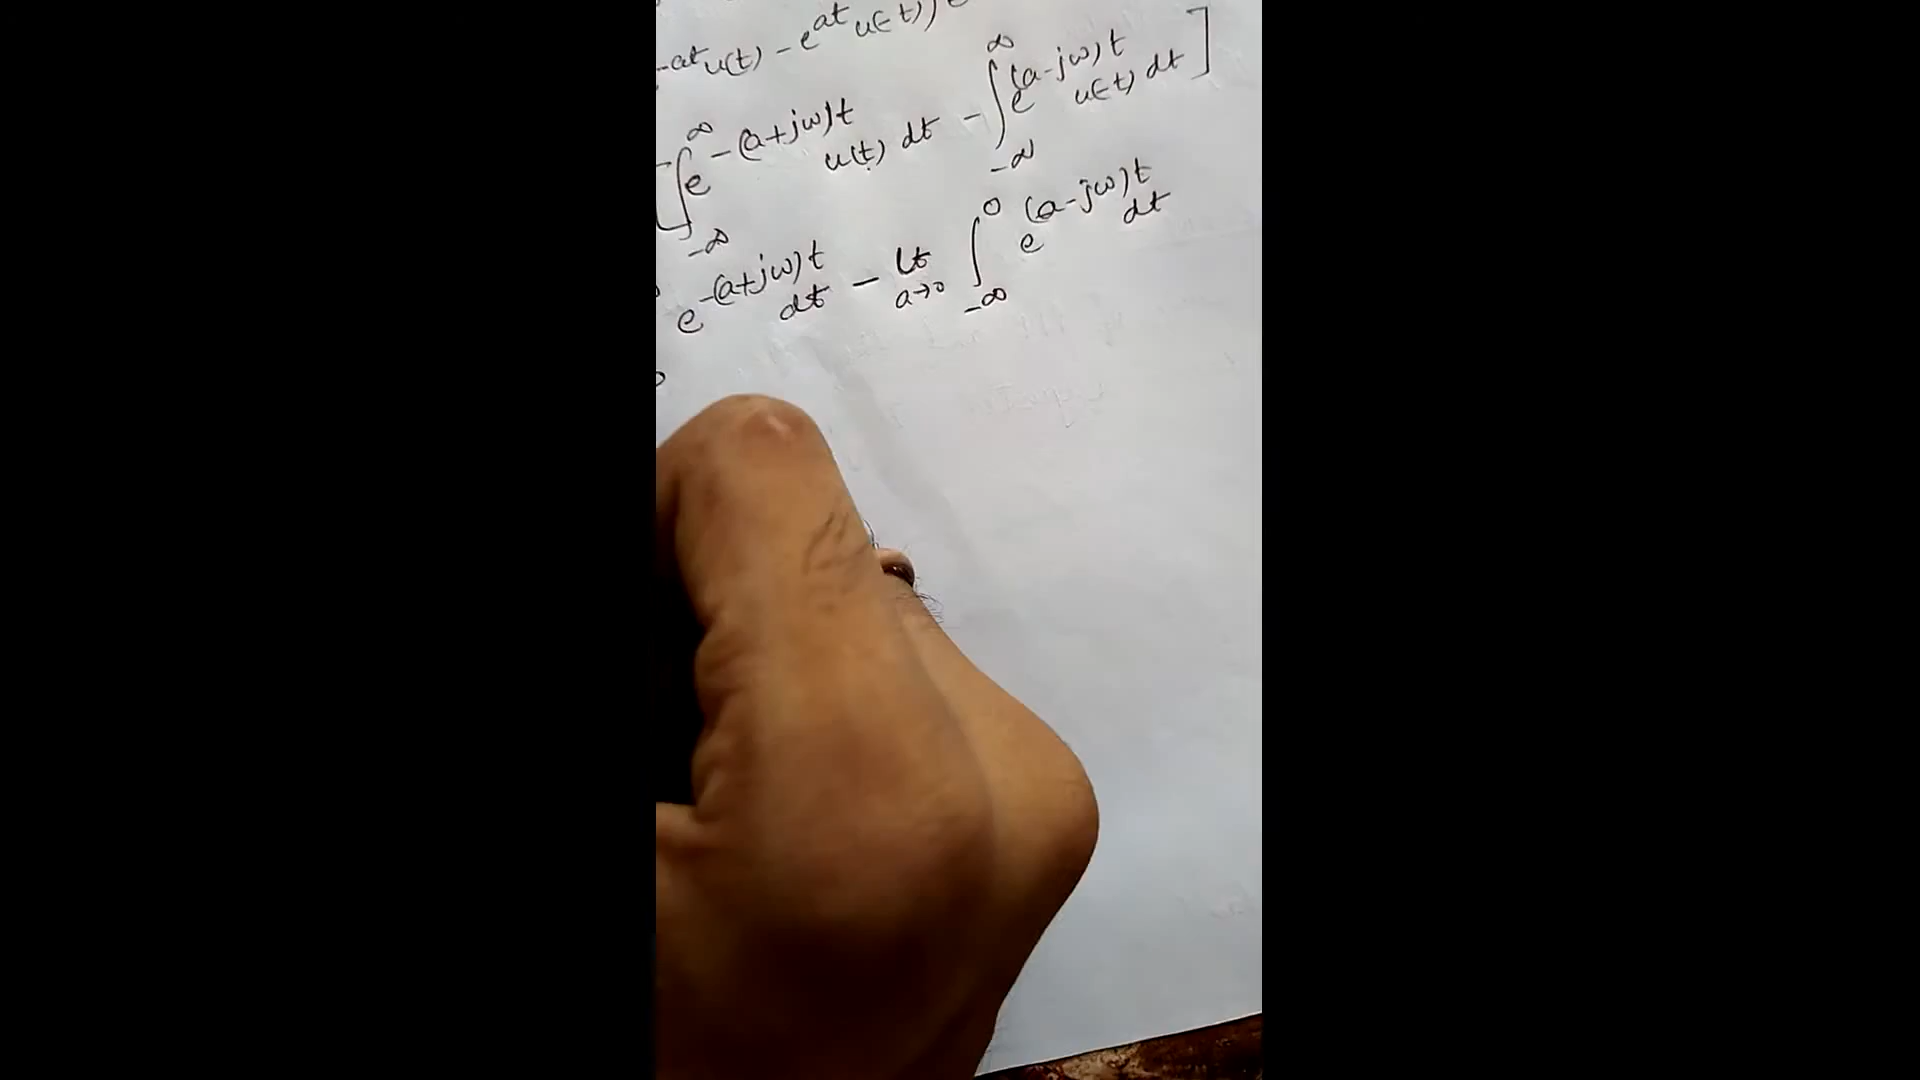 -at u(t) - e^at u(-t))
[∫_-∞^∞ e^-(a+jω)t u(t) dt - ∫_-∞^∞ e^(a-jω)t u(-t) dt]
e^-(a+jω)t dt - lt a→0 ∫_-∞^0 e^(a-jω)t dt